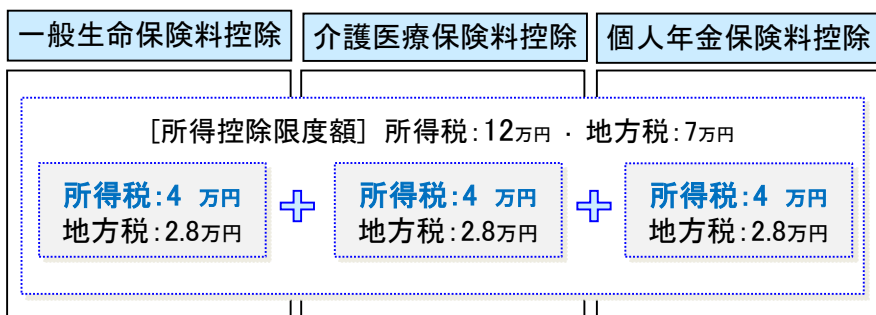 一般生命保険料控除 介護医療保険料控除 個人年金保険料控除
[所得控除限度額] 所得税:12万円 ・ 地方税:7万円
所得税:4 万円 + 所得税:4 万円 + 所得税:4 万円
地方税:2.8万円 地方税:2.8万円 地方税:2.8万円